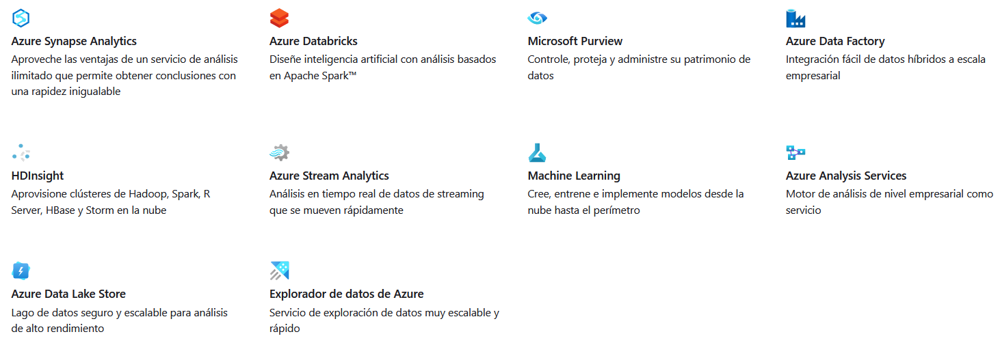 Azure Synapse Analytics
Aproveche las ventajas de un servicio de análisis
ilimitado que permite obtener conclusiones con
una rapidez inigualable
Azure Databricks
Diseñe inteligencia artificial con análisis basados
en Apache Spark™
Microsoft Purview
Controle, proteja y administre su patrimonio de
datos
Azure Data Factory
Integración fácil de datos híbridos a escala
empresarial
HDInsight
Aprovisione clústeres de Hadoop, Spark, R
Server, HBase y Storm en la nube
Azure Stream Analytics
Análisis en tiempo real de datos de streaming
que se mueven rápidamente
Machine Learning
Cree, entrene e implemente modelos desde la
nube hasta el perímetro
Azure Analysis Services
Motor de análisis de nivel empresarial como
servicio
Azure Data Lake Store
Lago de datos seguro y escalable para análisis
de alto rendimiento
Explorador de datos de Azure
Servicio de exploración de datos muy escalable y
rápido